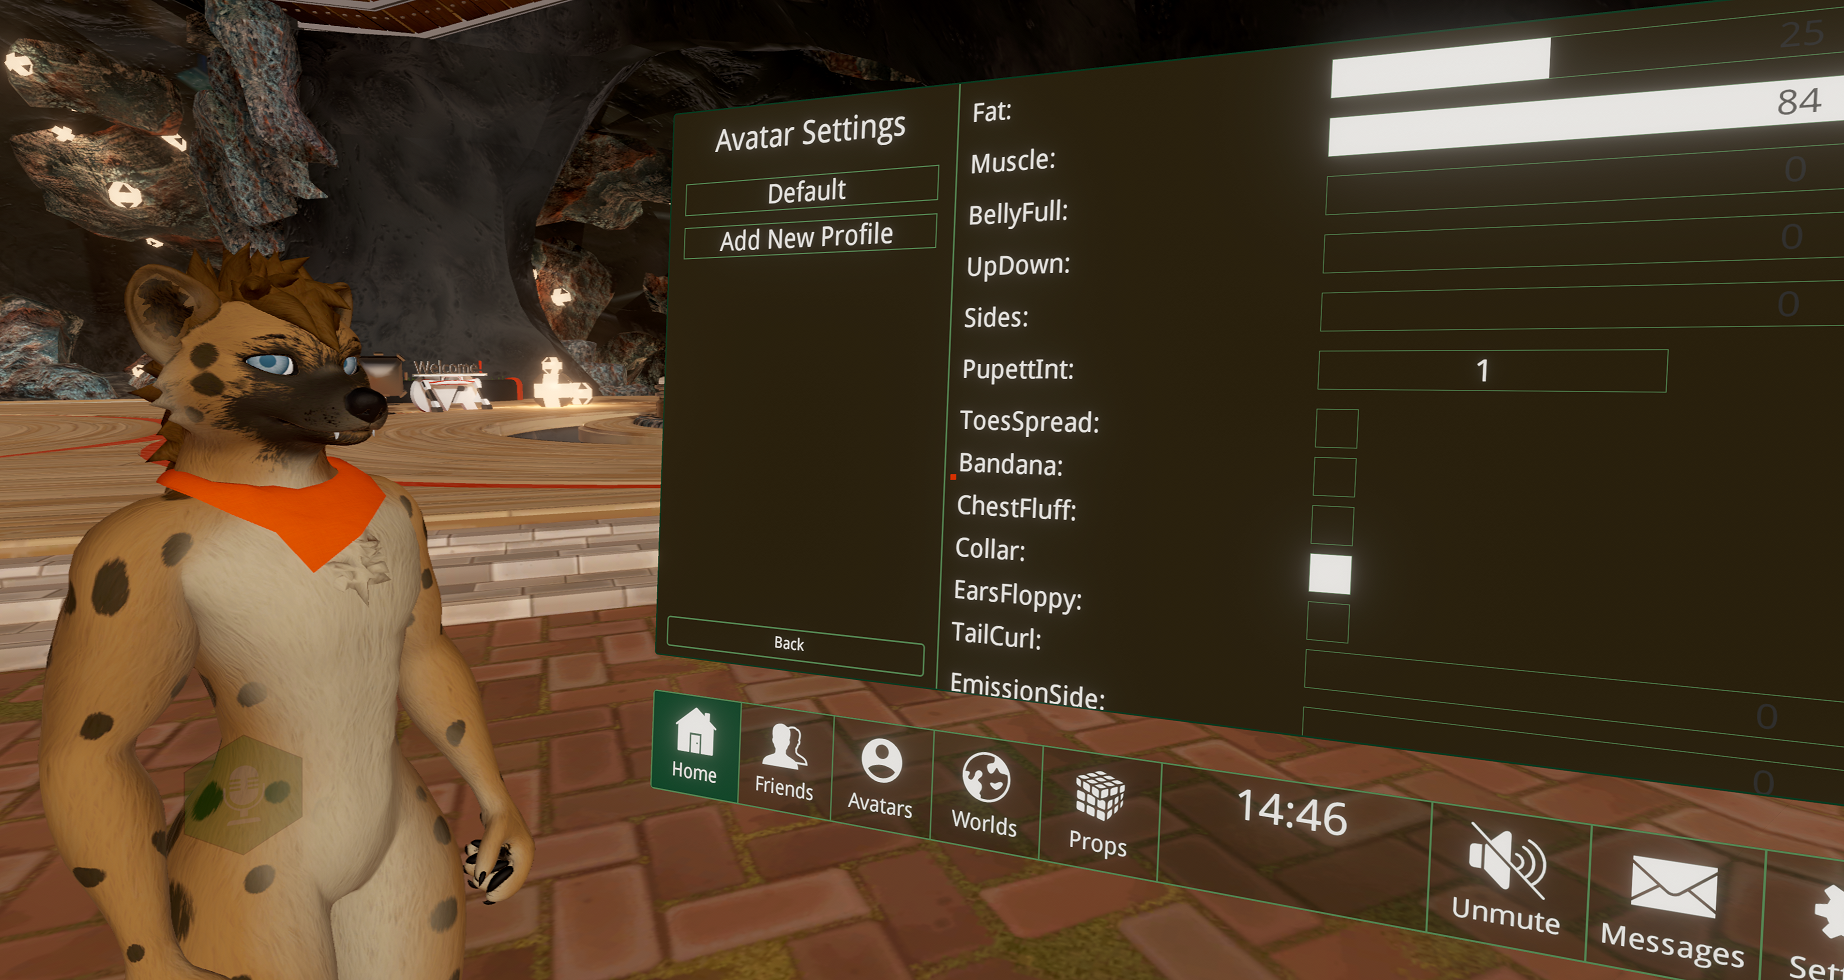 Welcome!
Avatar Settings
Default
Add New Profile
Back
Fat:
25
Muscle:
84
BellyFull:
0
UpDown:
0
Sides:
0
PupettInt:
1
ToesSpread:
Bandana:
ChestFluff:
Collar:
EarsFloppy:
TailCurl:
0
EmissionSide:
0
Home
Friends
Avatars
Worlds
Props
14:46
Unmute
Messages